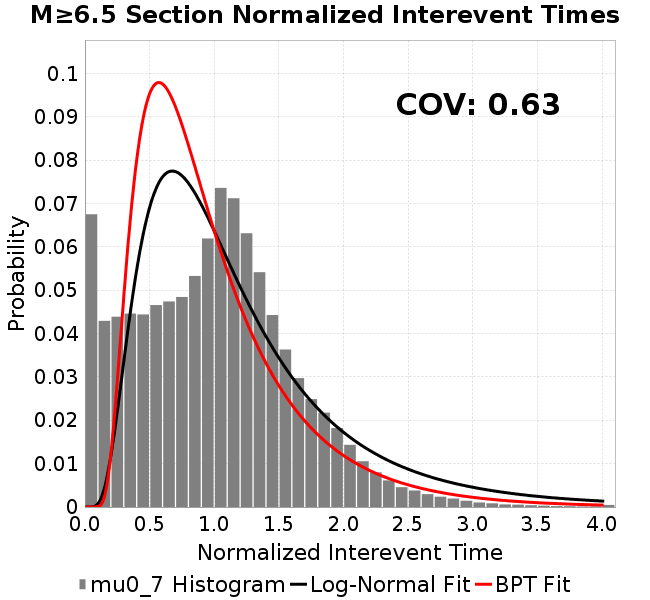 M≥6.5 Section Normalized Interevent Times
COV: 0.63
Probability
0.1
0.09
0.08
0.07
0.06
0.05
0.04
0.03
0.02
0.01
0
0.0 0.5 1.0 1.5 2.0 2.5 3.0 3.5 4.0
Normalized Interevent Time
mu0_7 Histogram Log-Normal Fit BPT Fit